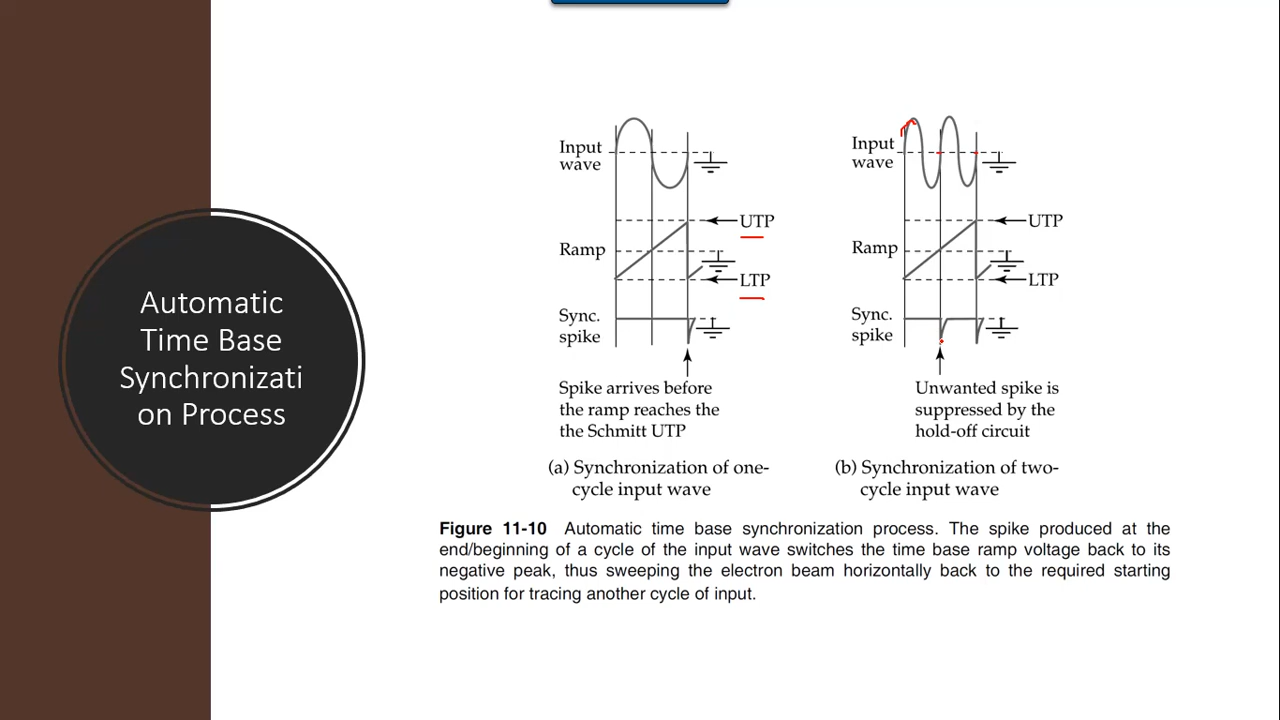 Automatic
Time Base
Synchronizati
on Process
Input
wave
UTP
Ramp
LTP
Sync.
spike
Spike arrives before
the ramp reaches the
the Schmitt UTP
(a) Synchronization of one-
cycle input wave
Input
wave
UTP
Ramp
LTP
Sync.
spike
Unwanted spike is
suppressed by the
hold-off circuit
(b) Synchronization of two-
cycle input wave
Figure 11-10 Automatic time base synchronization process. The spike produced at the
end/beginning of a cycle of the input wave switches the time base ramp voltage back to its
negative peak, thus sweeping the electron beam horizontally back to the required starting
position for tracing another cycle of input.